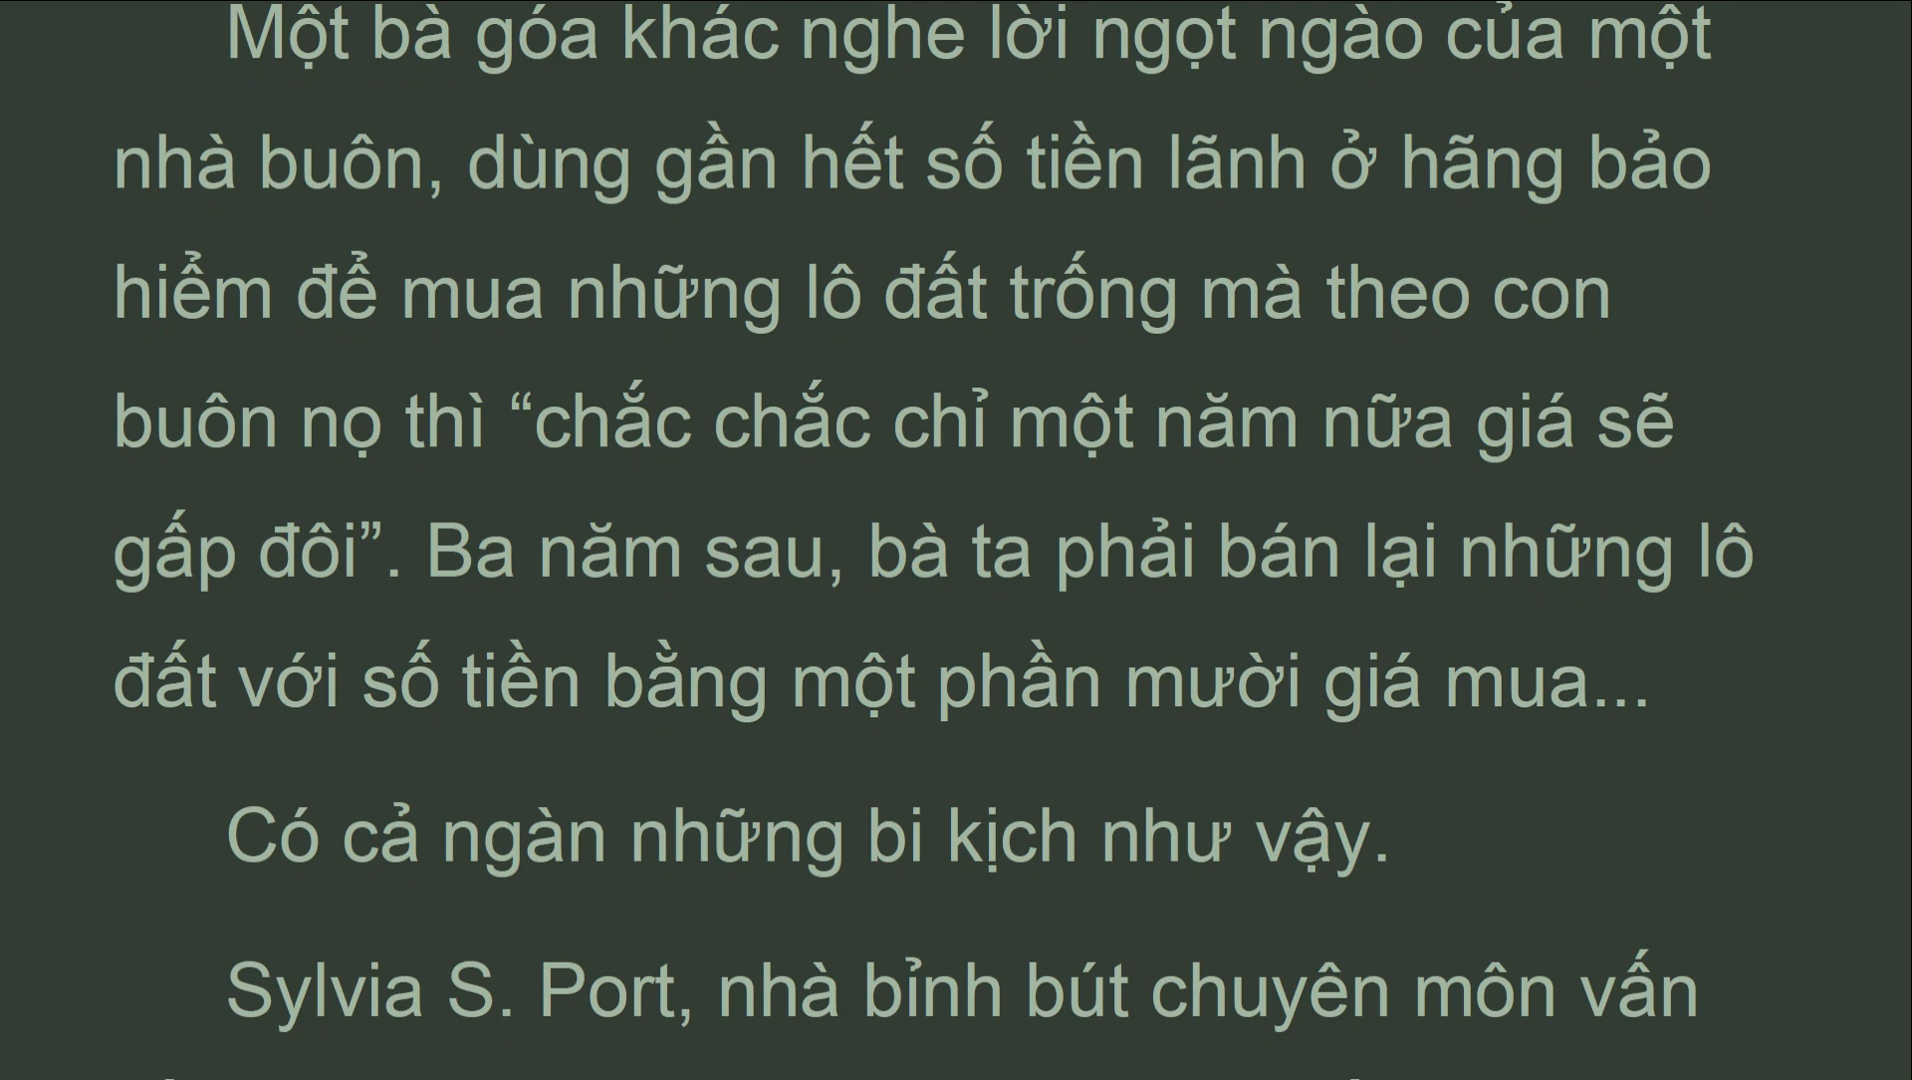 Một bà góa khác nghe lời ngọt ngào của một
nhà buôn, dùng gần hết số tiền lãnh ở hãng bảo
hiểm để mua những lô đất trống mà theo con
buôn nọ thì “chắc chắc chỉ một năm nữa giá sẽ
gấp đôi”. Ba năm sau, bà ta phải bán lại những lô
đất với số tiền bằng một phần mười giá mua...
Có cả ngàn những bi kịch như vậy.
Sylvia S. Port, nhà bỉnh bút chuyên môn vấn